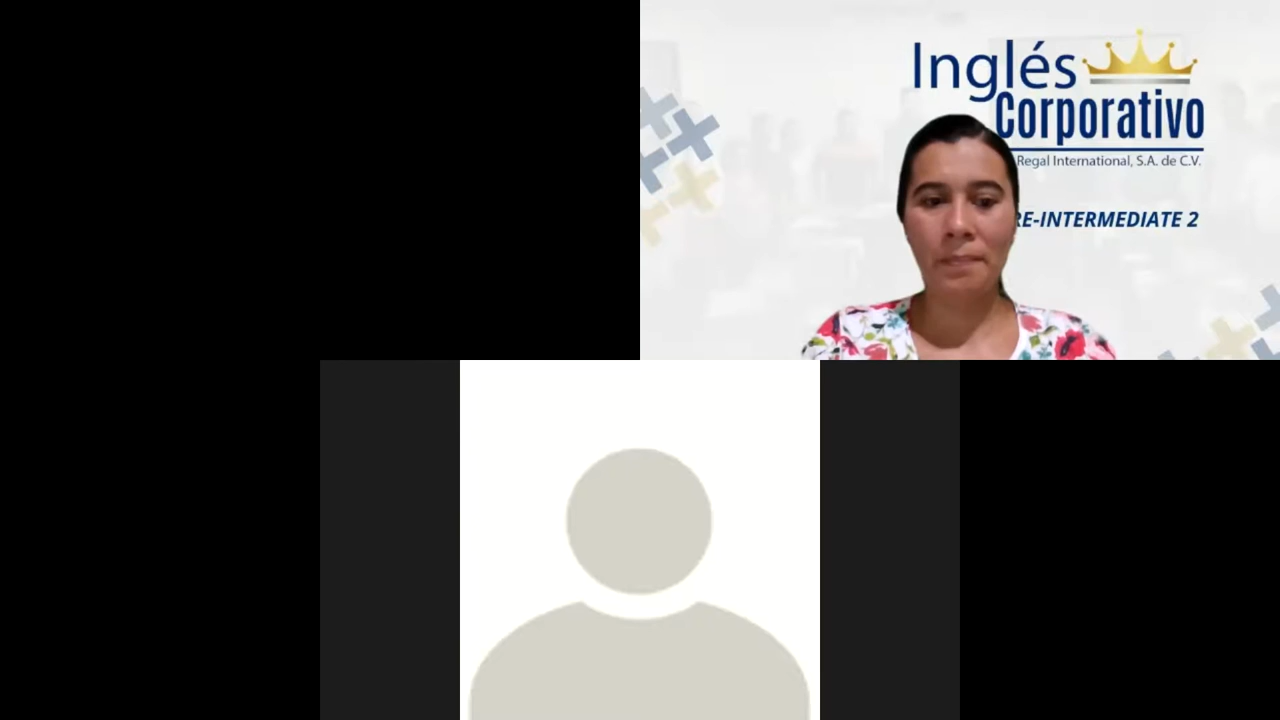 Inglés
Corporativo
Regal International, S.A. de C.V.
RE-INTERMEDIATE 2